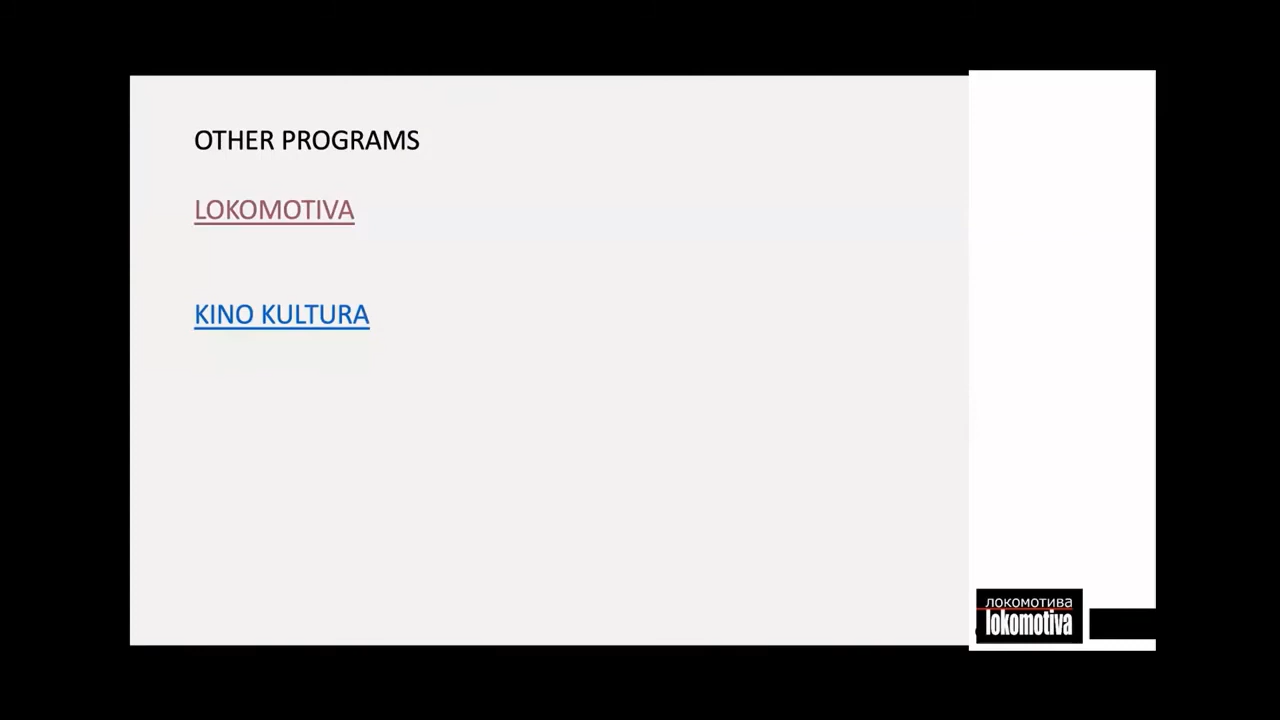 OTHER PROGRAMS
LOKOMOTIVA
KINO KULTURA
локомотива
lokomotiva